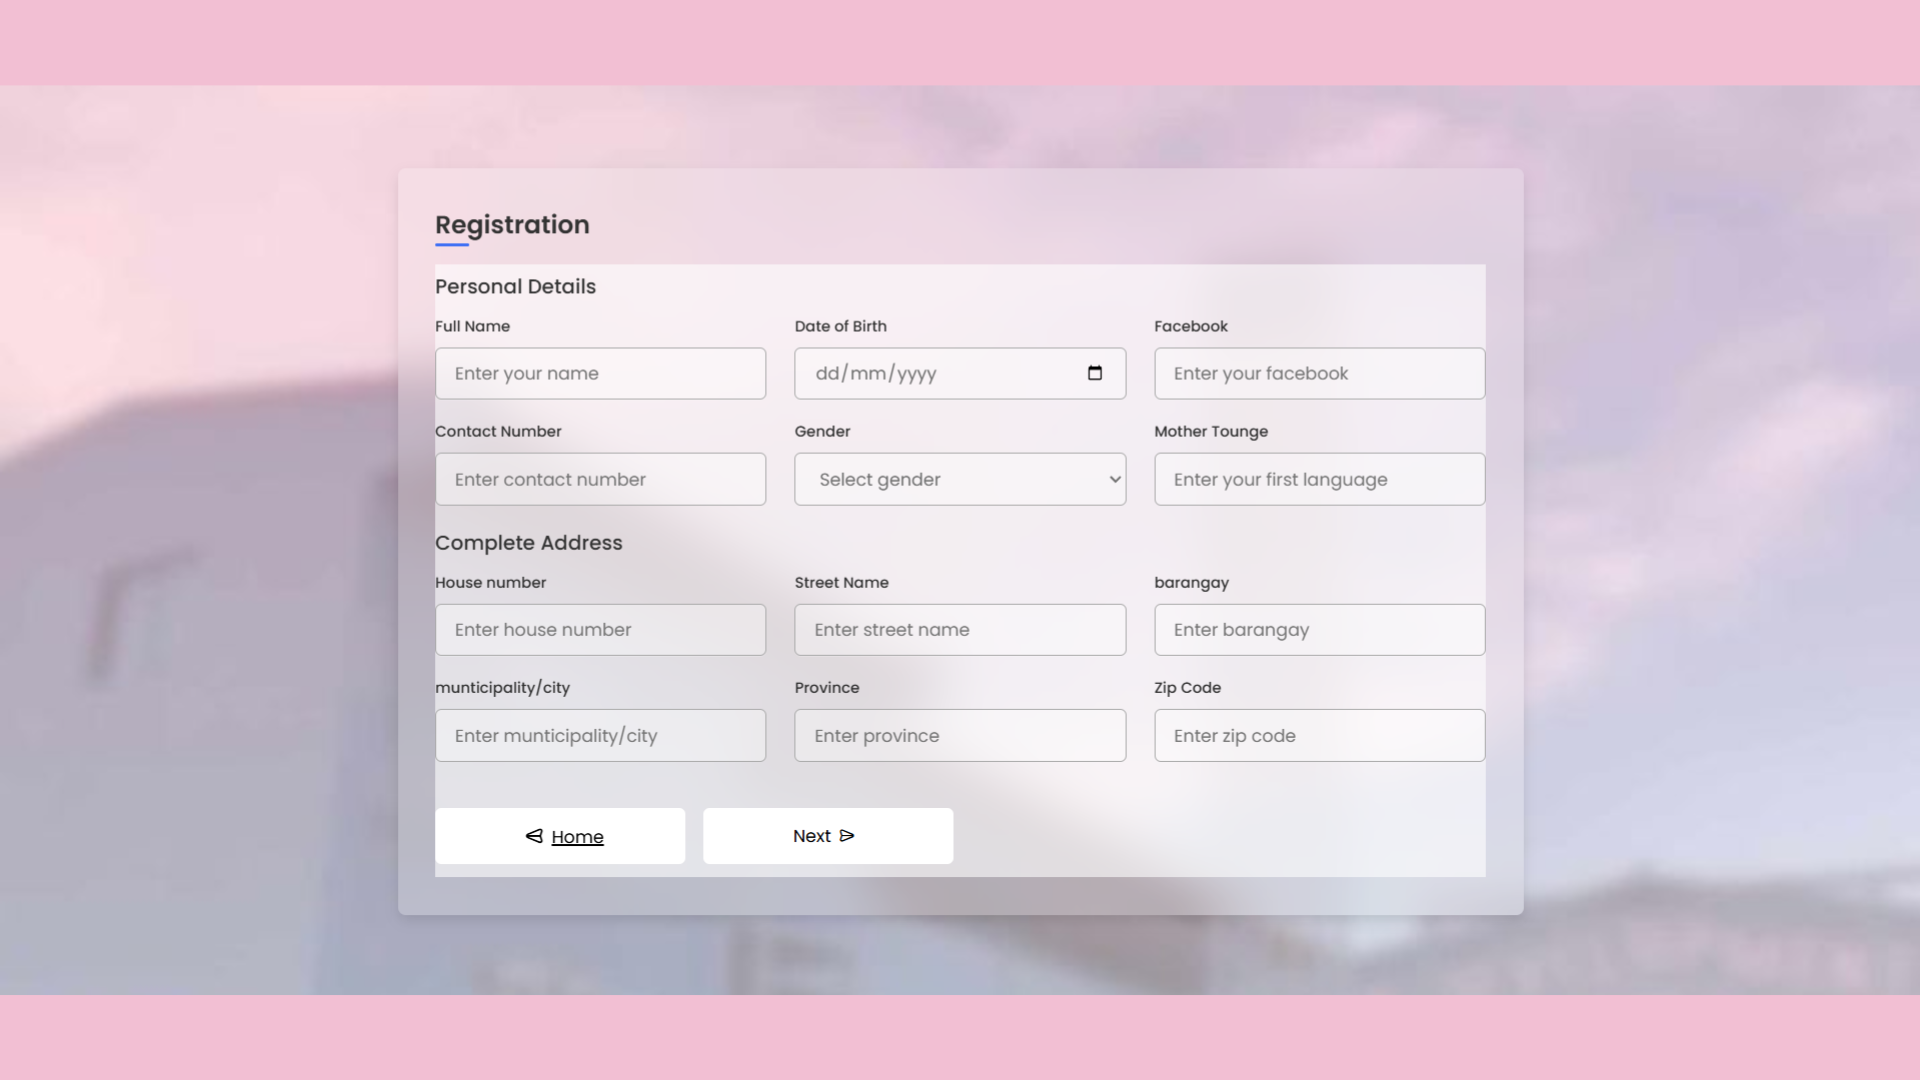 Registration
Personal Details
Full Name Date of Birth Facebook
Enter your name dd/mm/yyyy Enter your facebook
Contact Number Gender Mother Tounge
Enter contact number Select gender Enter your first language
Complete Address
House number Street Name barangay
Enter house number Enter street name Enter barangay
munticipality/city Province Zip Code
Enter munticipality/city Enter province Enter zip code
Home Next